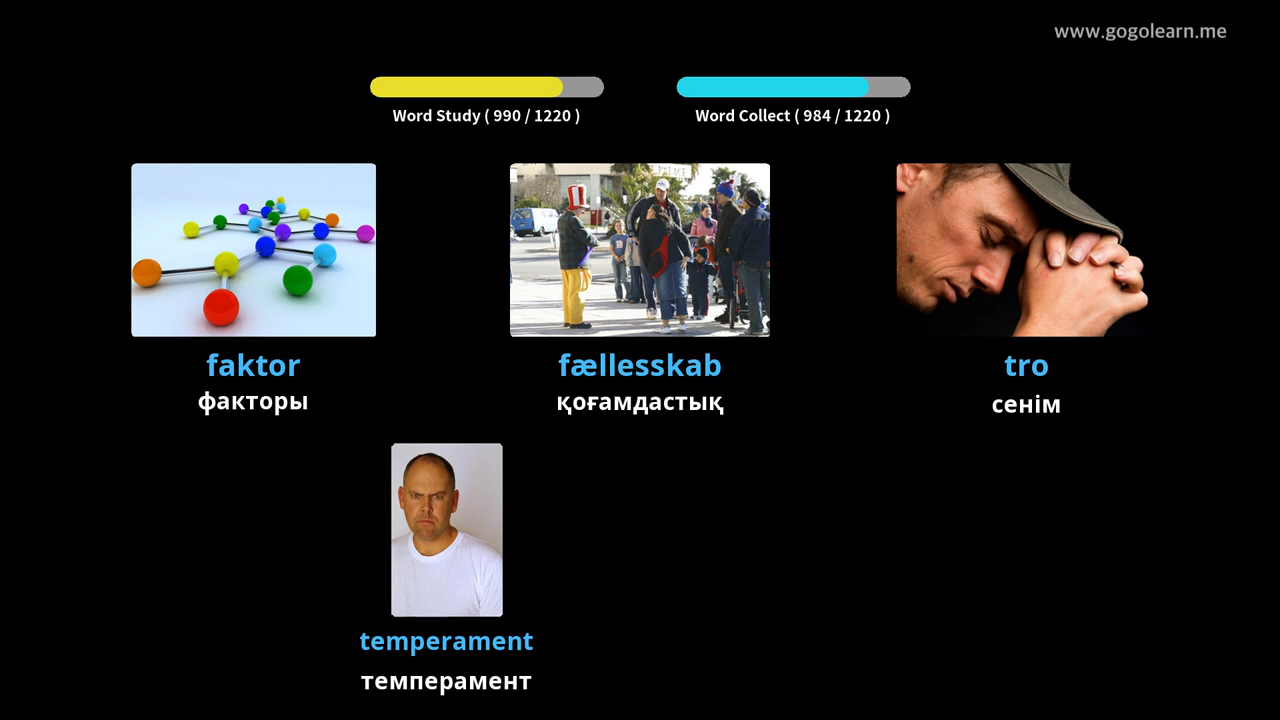 www.gogolearn.me
Word Study ( 990 / 1220 )
Word Collect ( 984 / 1220 )
faktor
факторы
fællesskab
қоғамдастық
tro
сенім
temperament
темперамент